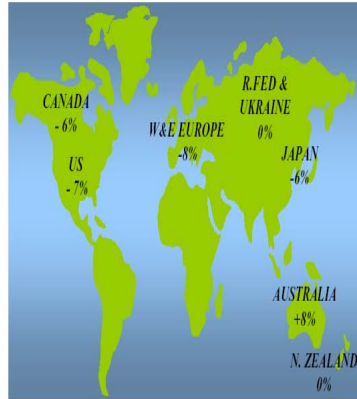 R.FED &
UKRAINE
0%
CANADA
- 6%
W&E EUROPE
-8%
JAPAN
-6%
US
- 7%
AUSTRALIA
+8%
N. ZEALAND
0%